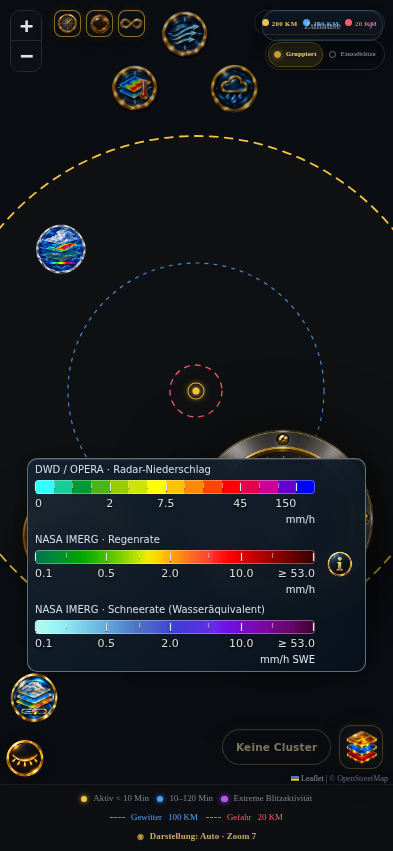 +
−
200 KM 100 KM 20 KM
Zuhause
Gruppiert Einzelblitze
DWD / OPERA · Radar-Niederschlag
0 2 7.5 45 150
mm/h
NASA IMERG · Regenrate
0.1 0.5 2.0 10.0 ≥ 53.0
mm/h
i
NASA IMERG · Schneerate (Wasseräquivalent)
0.1 0.5 2.0 10.0 ≥ 53.0
mm/h SWE
Keine Cluster
Leaflet | © OpenStreetMap
Aktiv < 10 Min 10–120 Min Extreme Blitzaktivität
Gewitter 100 KM Gefahr 20 KM
Darstellung: Auto · Zoom 7